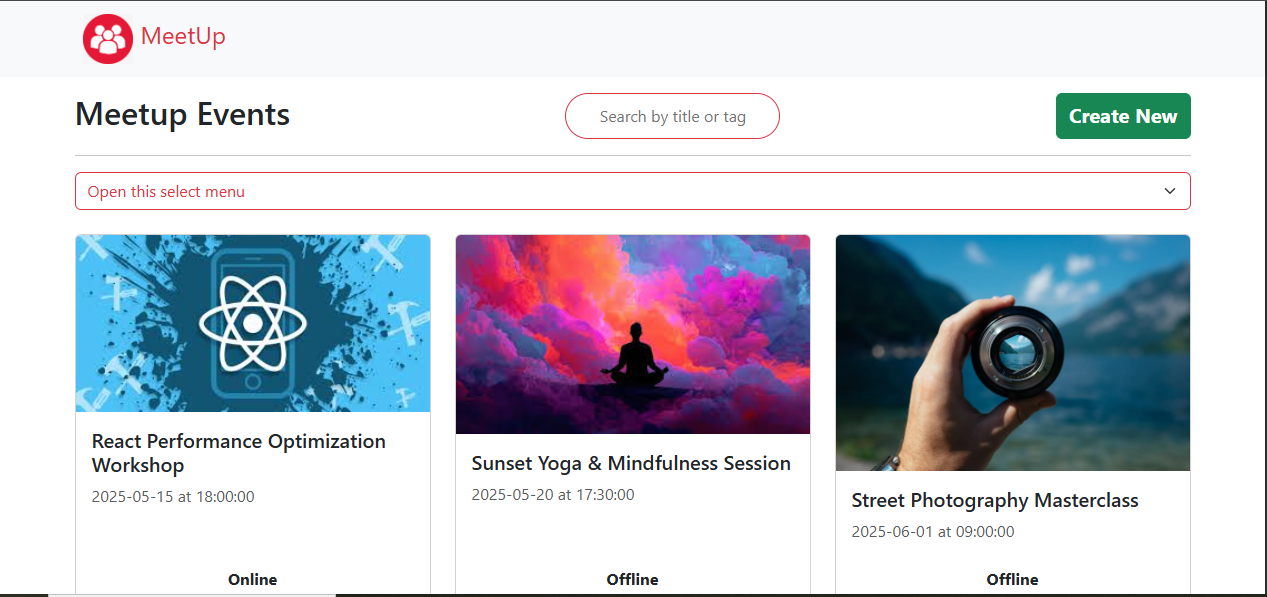 MeetUp
Meetup Events
Search by title or tag
Create New
Open this select menu
React Performance Optimization
Workshop
2025-05-15 at 18:00:00
Online
Sunset Yoga & Mindfulness Session
2025-05-20 at 17:30:00
Offline
Street Photography Masterclass
2025-06-01 at 09:00:00
Offline